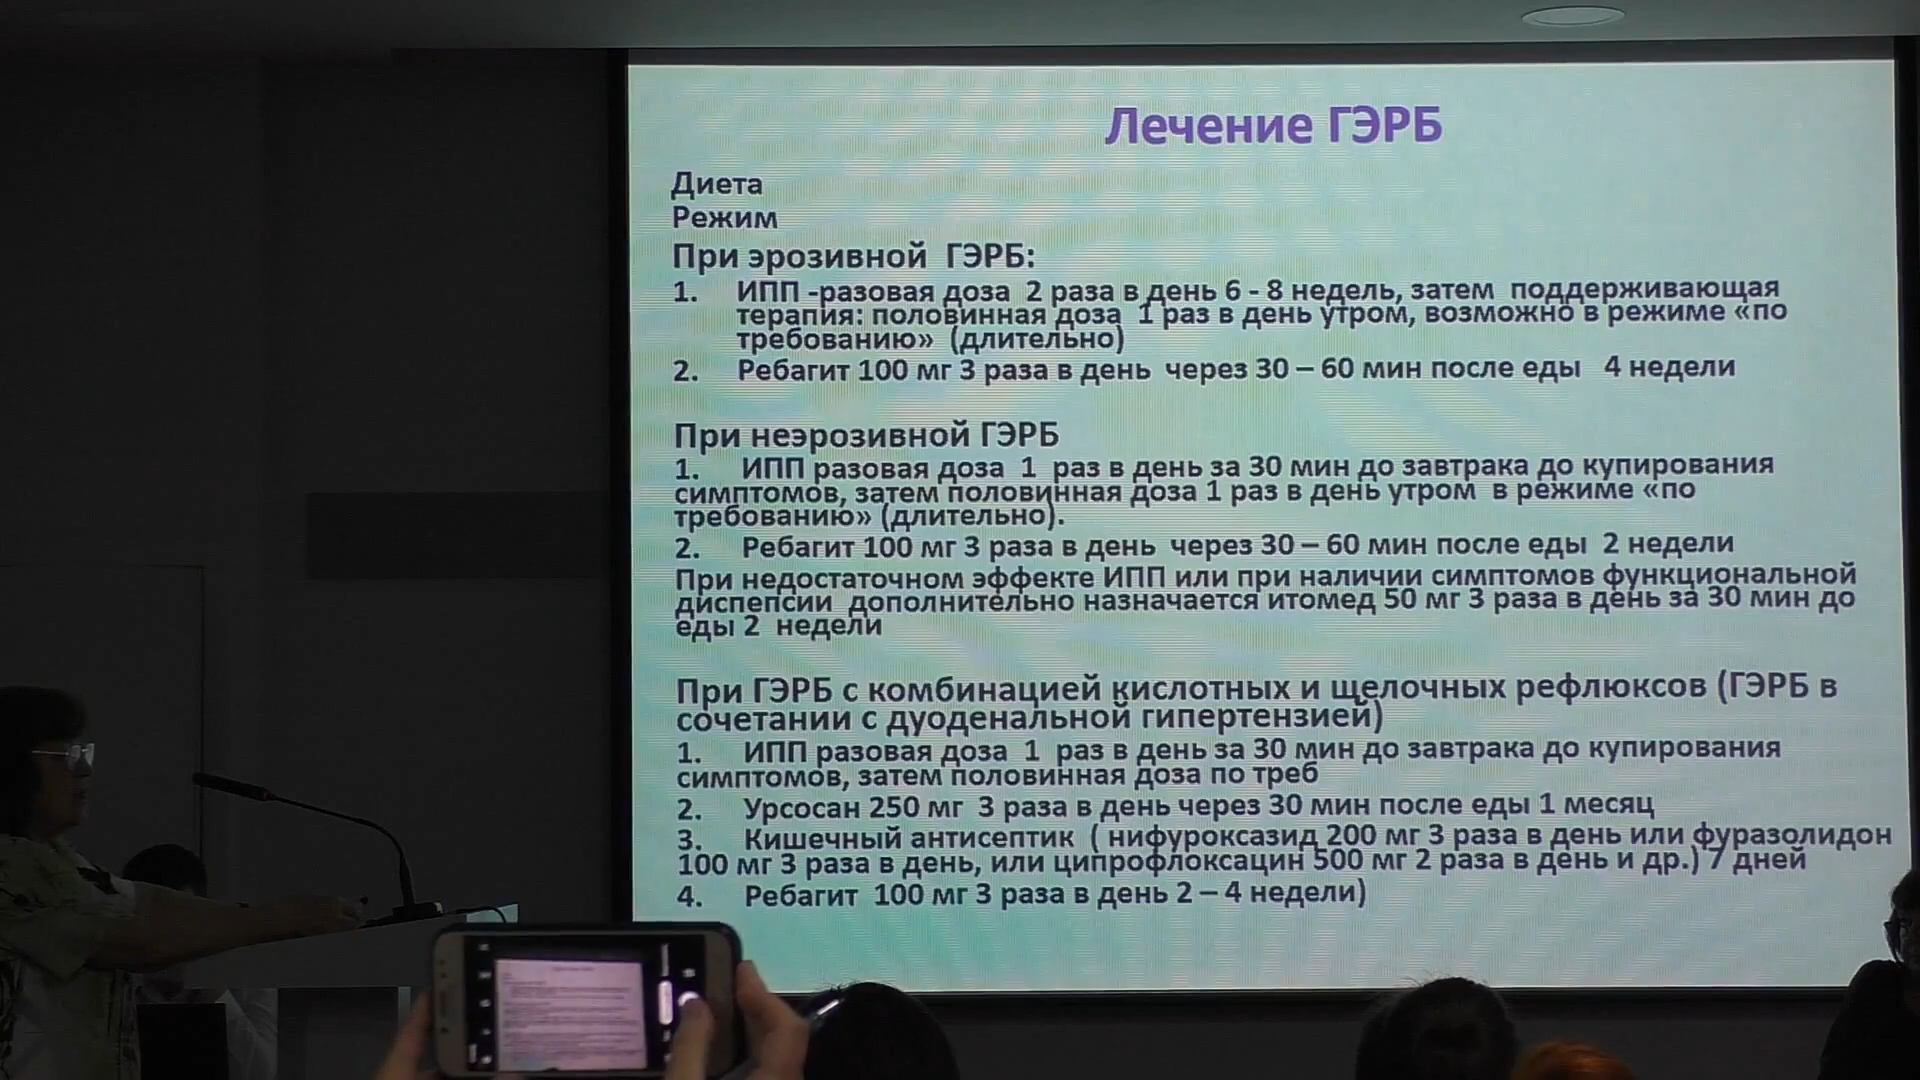 Лечение ГЭРБ
Диета
Режим
При эрозивной ГЭРБ:
1. ИПП -разовая доза 2 раза в день 6 - 8 недель, затем поддерживающая
терапия: половинная доза 1 раз в день утром, возможно в режиме «по
требованию» (длительно)
2. Ребагит 100 мг 3 раза в день через 30 – 60 мин после еды 4 недели
При неэрозивной ГЭРБ
1. ИПП разовая доза 1 раз в день за 30 мин до завтрака до купирования
симптомов, затем половинная доза 1 раз в день утром в режиме «по
требованию» (длительно).
2. Ребагит 100 мг 3 раза в день через 30 – 60 мин после еды 2 недели
При недостаточном эффекте ИПП или при наличии симптомов функциональной
диспепсии дополнительно назначается итомед 50 мг 3 раза в день за 30 мин до
еды 2 недели
При ГЭРБ с комбинацией кислотных и щелочных рефлюксов (ГЭРБ в
сочетании с дуоденальной гипертензией)
1. ИПП разовая доза 1 раз в день за 30 мин до завтрака до купирования
симптомов, затем половинная доза по треб
2. Урсосан 250 мг 3 раза в день через 30 мин после еды 1 месяц
3. Кишечный антисептик ( нифуроксазид 200 мг 3 раза в день или фуразолидон
100 мг 3 раза в день, или ципрофлоксацин 500 мг 2 раза в день и др.) 7 дней
4. Ребагит 100 мг 3 раза в день 2 – 4 недели)